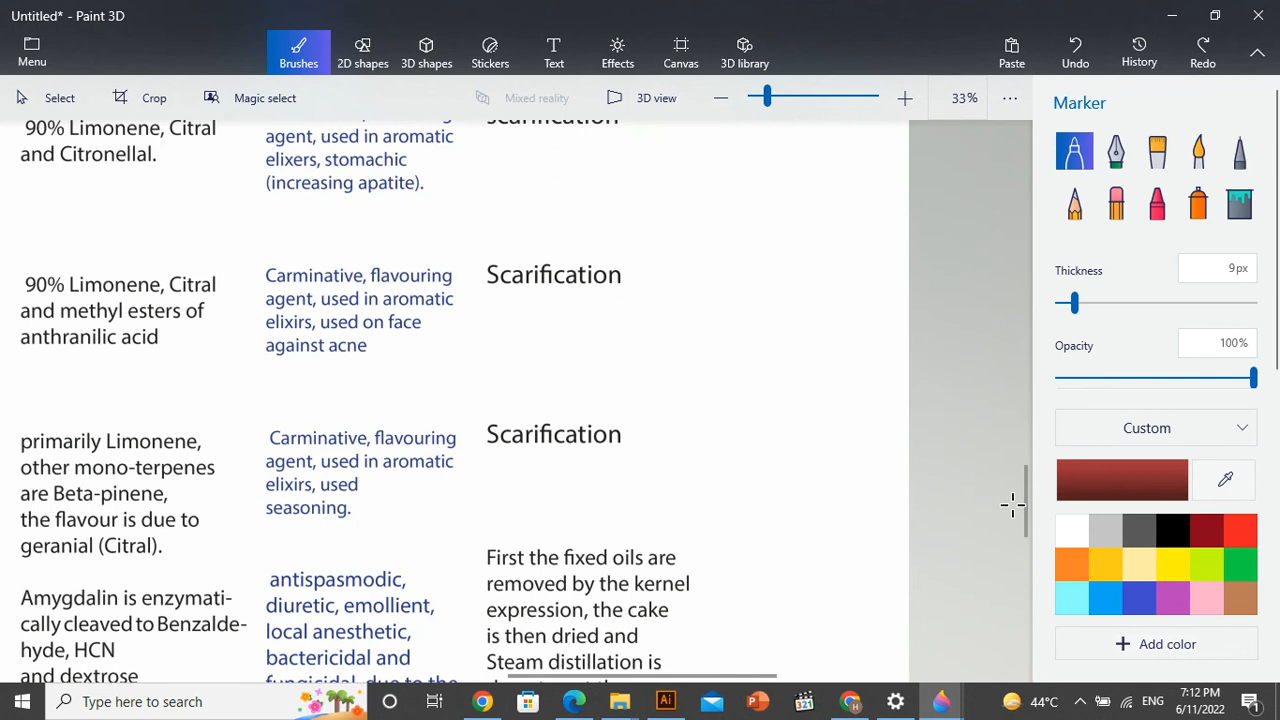 Untitled* - Paint 3D
Menu
Brushes
2D shapes
3D shapes
Stickers
Text
Effects
Canvas
3D library
Paste
Undo
History
Redo
Select
Crop
Magic select
Mixed reality
3D view
33%
Marker
Thickness
9px
Opacity
100%
Custom
Add color
90% Limonene, Citral
and Citronellal.
agent, used in aromatic
elixers, stomachic
(increasing apatite).
scarification
90% Limonene, Citral
and methyl esters of
anthranilic acid
Carminative, flavouring
agent, used in aromatic
elixirs, used on face
against acne
Scarification
primarily Limonene,
other mono-terpenes
are Beta-pinene,
the flavour is due to
geranial (Citral).
Carminative, flavouring
agent, used in aromatic
elixirs, used
seasoning.
Scarification
Amygdalin is enzymati-
cally cleaved to Benzalde-
hyde, HCN
and dextrose
antispasmodic,
diuretic, emollient,
local anesthetic,
bactericidal and
fungicidal, due to the
First the fixed oils are
removed by the kernel
expression, the cake
is then dried and
Steam distillation is
Type here to search
44°C
ENG
7:12 PM
6/11/2022